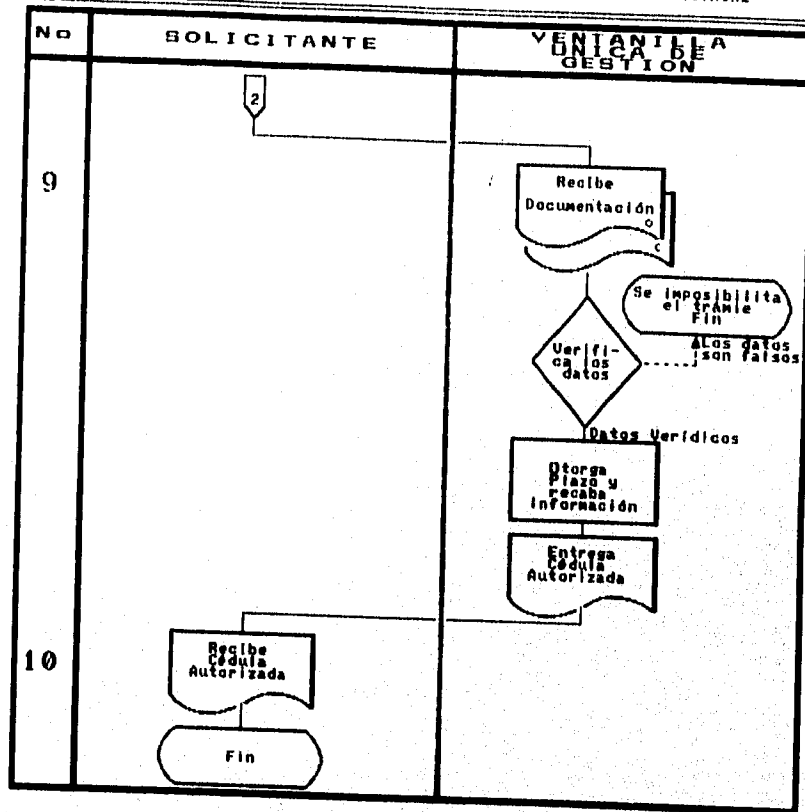 No
SOLICITANTE
VENTANILLA
UNICA DE
GESTION
2
9
Recibe
Documentación
O
C
Se imposibilita
el trámie
Fin
Los datos
son falsos
Verifi-
ca los
datos
Datos Verídicos
Otorga
Plazo y
recaba
información
Entrega
Cédula
Autorizada
10
Recibe
Cédula
Autorizada
Fin